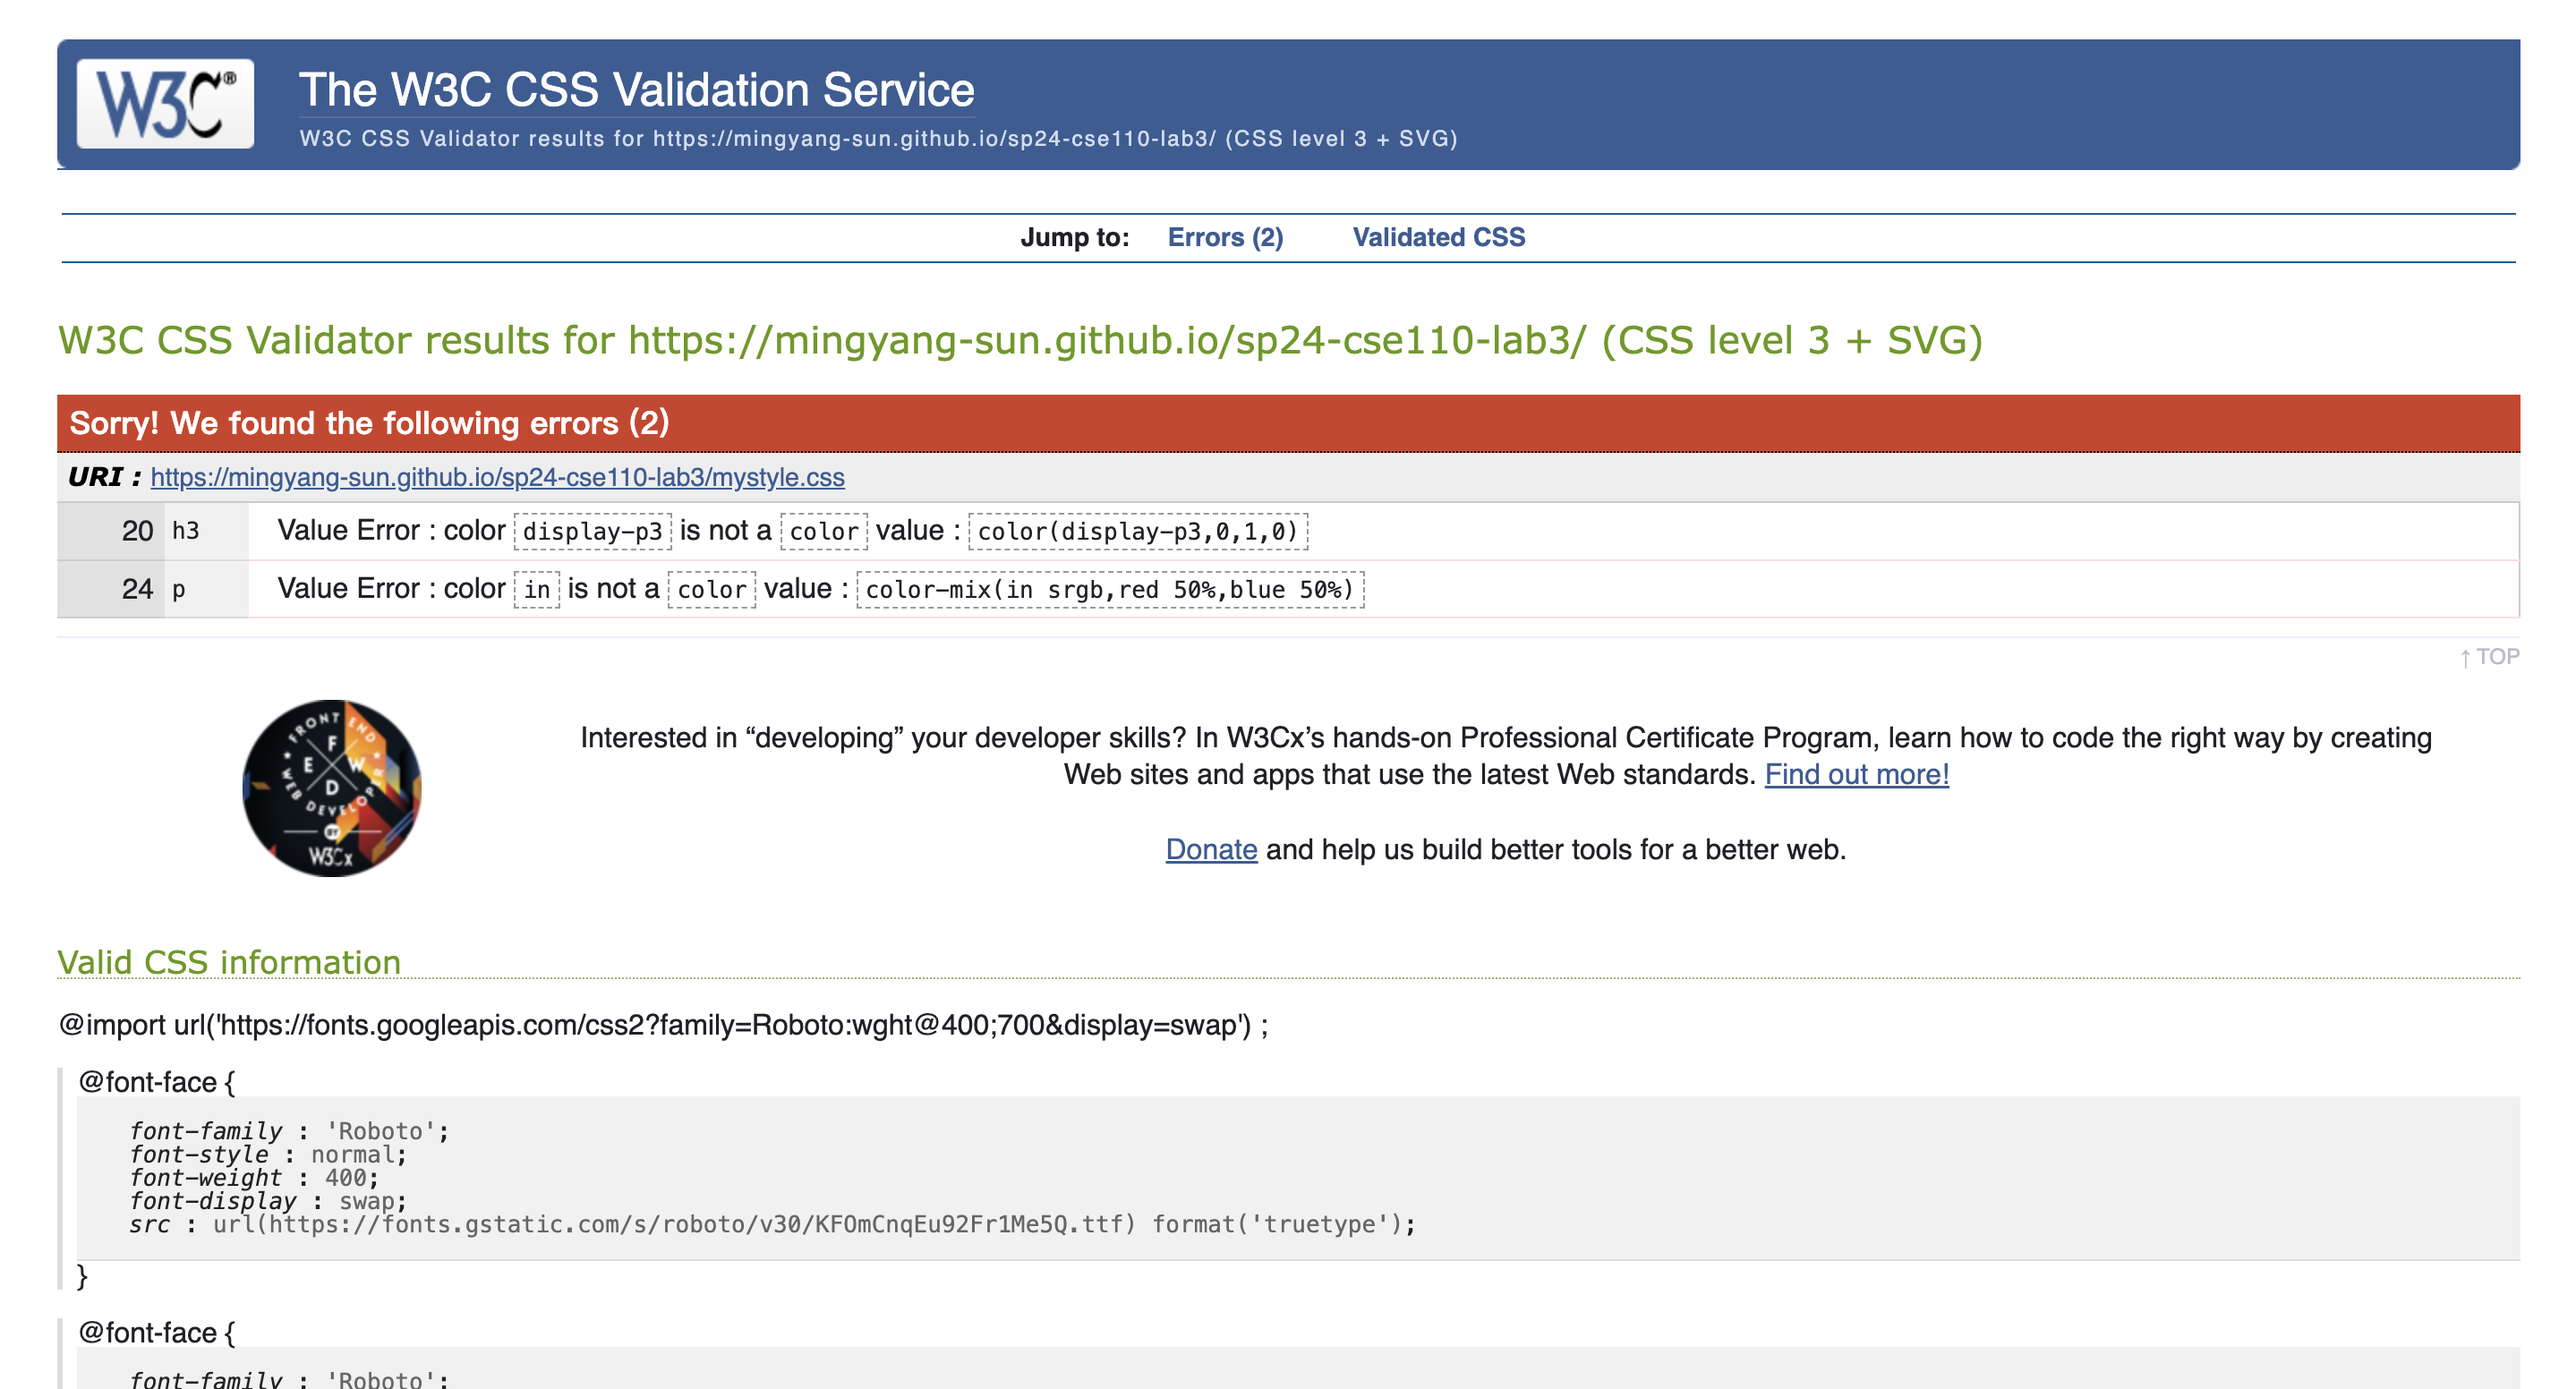 W3C®
The W3C CSS Validation Service
W3C CSS Validator results for https://mingyang-sun.github.io/sp24-cse110-lab3/ (CSS level 3 + SVG)
Jump to: Errors (2) Validated CSS
W3C CSS Validator results for https://mingyang-sun.github.io/sp24-cse110-lab3/ (CSS level 3 + SVG)
Sorry! We found the following errors (2)
URI : https://mingyang-sun.github.io/sp24-cse110-lab3/mystyle.css
20 h3 Value Error : color display-p3 is not a color value : color(display-p3,0,1,0)
24 p Value Error : color in is not a color value : color-mix(in srgb,red 50%,blue 50%)
↑ TOP
FRONT END
F
E W
D
WEB DEVELOPER
BY
W3Cx
Interested in “developing” your developer skills? In W3Cx’s hands-on Professional Certificate Program, learn how to code the right way by creating
Web sites and apps that use the latest Web standards. Find out more!
Donate and help us build better tools for a better web.
Valid CSS information
@import url('https://fonts.googleapis.com/css2?family=Roboto:wght@400;700&display=swap') ;
@font-face {
font-family : 'Roboto';
font-style : normal;
font-weight : 400;
font-display : swap;
src : url(https://fonts.gstatic.com/s/roboto/v30/KFOmCnqEu92Fr1Me5Q.ttf) format('truetype');
}
@font-face {
font-family : 'Roboto';